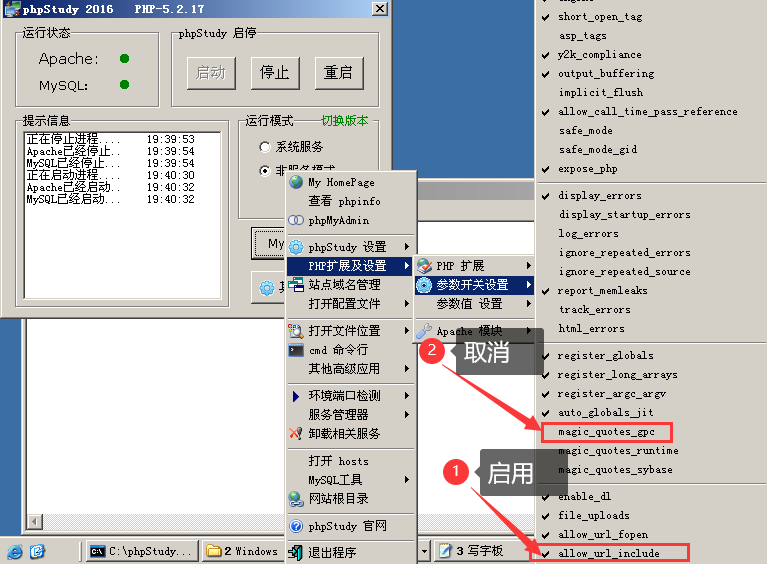 phpStudy 2016 PHP-5.2.17
运行状态
Apache:
MySQL:
phpStudy 启停
启动
停止
重启
提示信息
正在停止进程.... 19:39:53
Apache已经停止.. 19:39:54
MySQL已经停止... 19:39:54
正在启动进程.... 19:40:30
Apache已经启动.. 19:40:32
MySQL已经启动... 19:40:32
运行模式
切换版本
系统服务
非服务模式
My
My HomePage
查看 phpinfo
phpMyAdmin
phpStudy 设置
PHP扩展及设置
站点域名管理
打开配置文件
打开文件位置
cmd 命令行
其他高级应用
环境端口检测
服务管理器
卸载相关服务
打开 hosts
MySQL工具
网站根目录
phpStudy 官网
退出程序
PHP 扩展
参数开关设置
参数值 设置
Apache 模块
short_open_tag
asp_tags
y2k_compliance
output_buffering
implicit_flush
allow_call_time_pass_reference
safe_mode
safe_mode_gid
expose_php
display_errors
display_startup_errors
log_errors
ignore_repeated_errors
ignore_repeated_source
report_memleaks
track_errors
html_errors
register_globals
register_long_arrays
register_argc_argv
auto_globals_jit
magic_quotes_gpc
magic_quotes_runtime
magic_quotes_sybase
enable_dl
file_uploads
allow_url_fopen
allow_url_include
2 取消
1 启用
C:\phpStudy...
2 Windows
3 写字板